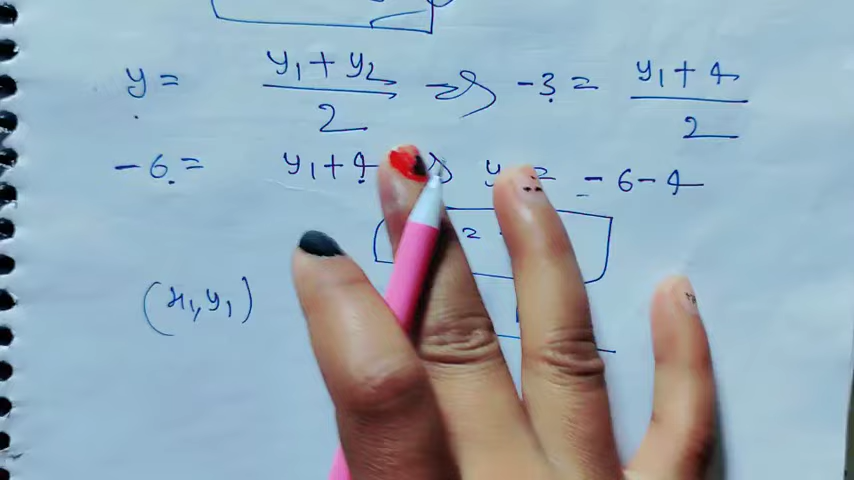 y = y₁ + y₂ / 2 ⇒ -3 = y₁ + 4 / 2
-6 = y₁ + 4 ⇒ y = -6 - 4
=
(x₁, y₁)